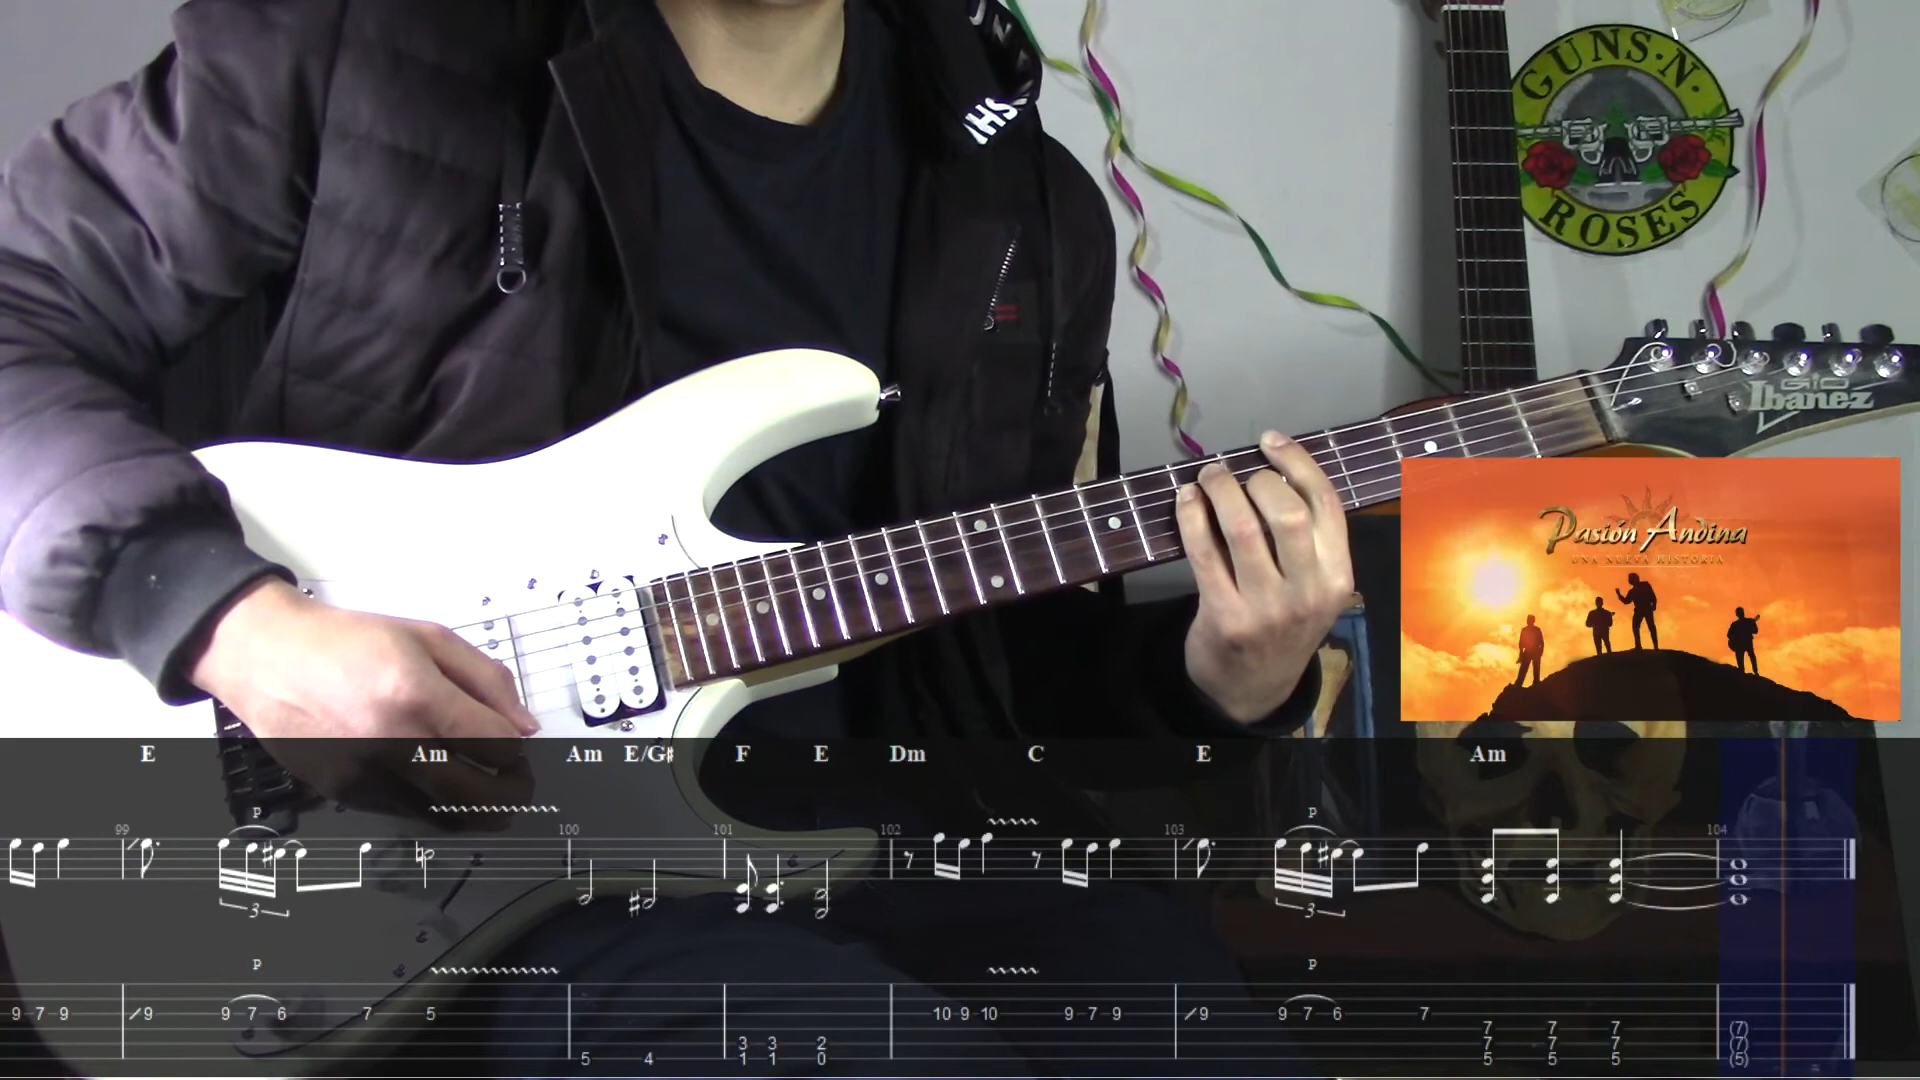 GUNS·N·
ROSES
GiO
Ibanez
Pasión Andina
UNA NUEVA HISTORIA
E Am Am E/G# F E Dm C E Am
P P
99 100 101 102 103 104
3 3
P P
9 7 9 9 9 7 6 7 5 10 9 10 9 7 9 9 9 7 6 7
7 7 7 (7)
3 3 2 7 7 7 (7)
5 4 1 1 0 5 5 5 (5)